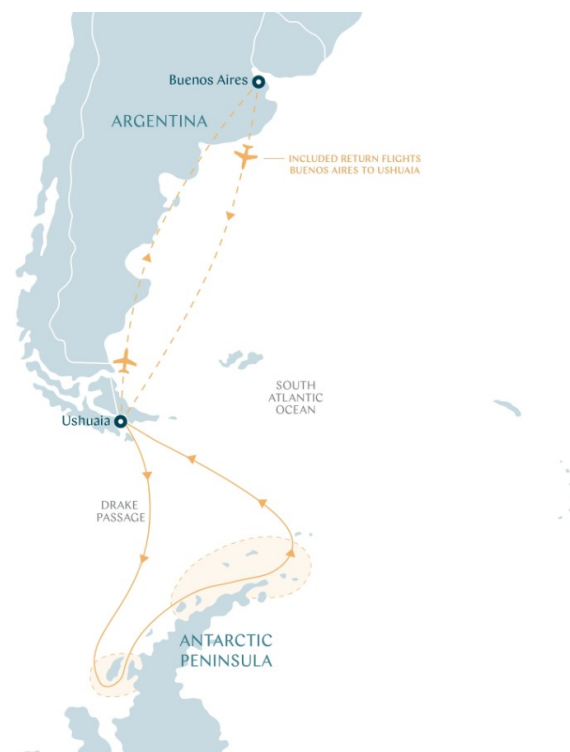 Buenos Aires
ARGENTINA
INCLUDED RETURN FLIGHTS
BUENOS AIRES TO USHUAIA
SOUTH
ATLANTIC
OCEAN
Ushuaia
DRAKE
PASSAGE
ANTARCTIC
PENINSULA